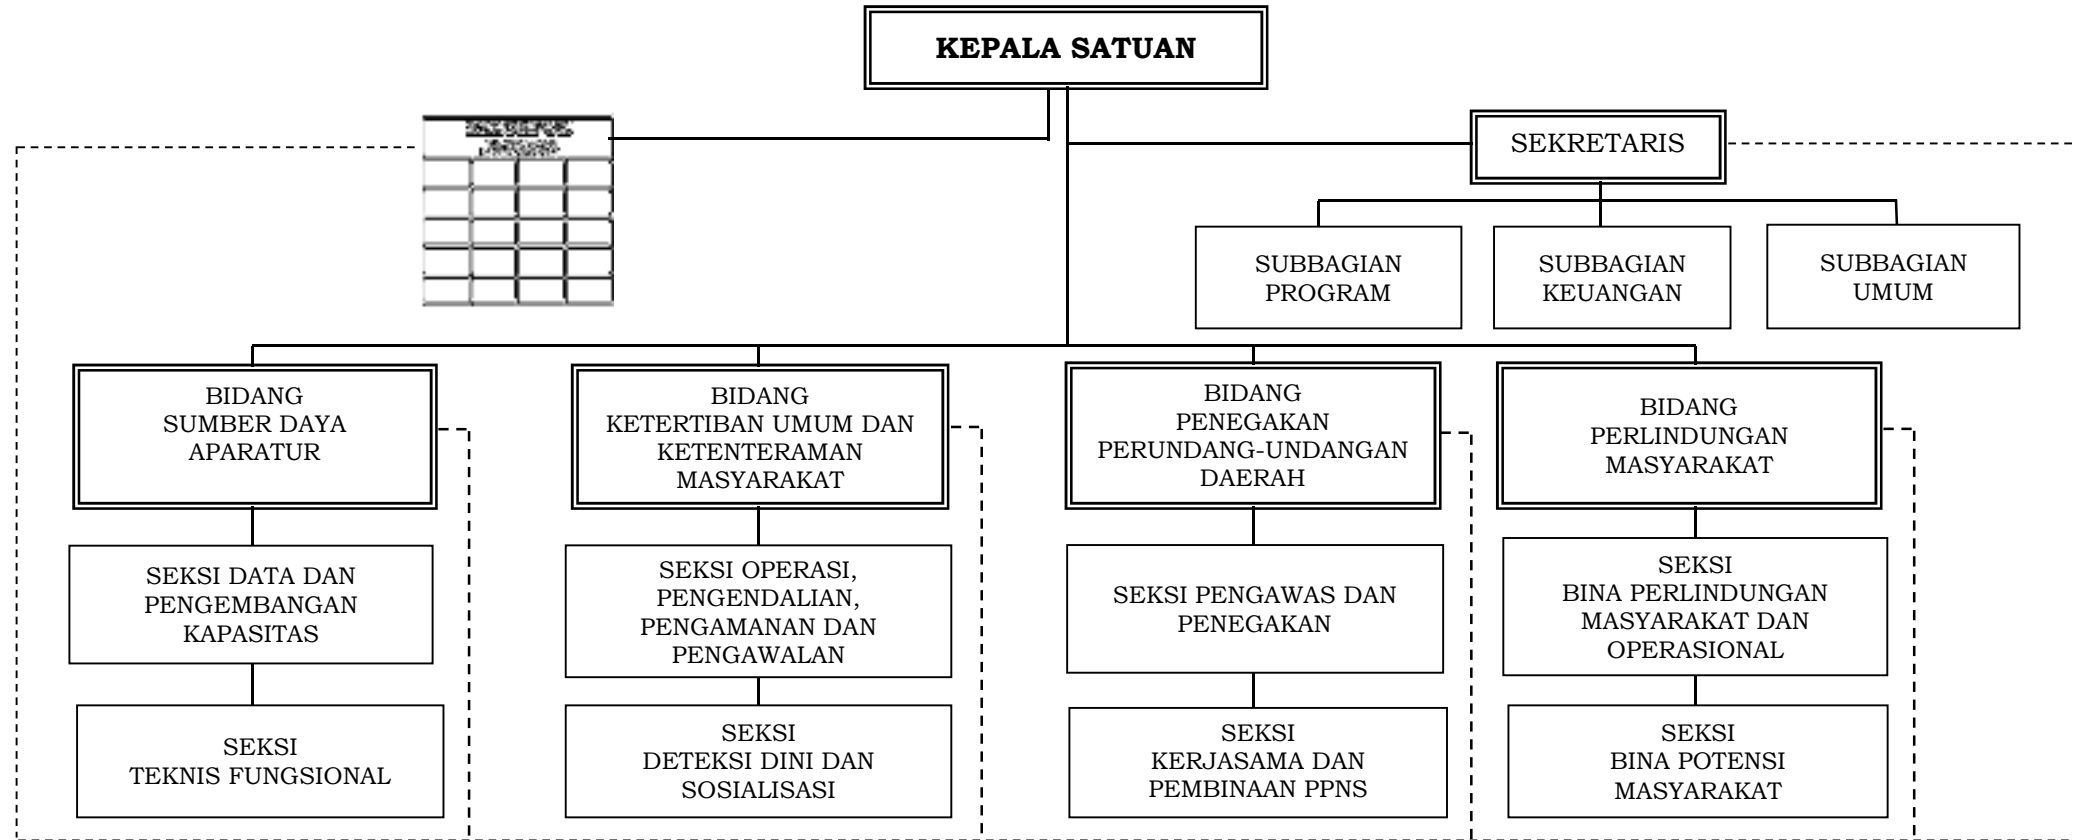 KEPALA SATUAN
SEKRETARIS
SUBBAGIAN
PROGRAM
SUBBAGIAN
KEUANGAN
SUBBAGIAN
UMUM
BIDANG
SUMBER DAYA
APARATUR
BIDANG
KETERTIBAN UMUM DAN
KETENTERAMAN
MASYARAKAT
BIDANG
PENEGAKAN
PERUNDANG-UNDANGAN
DAERAH
BIDANG
PERLINDUNGAN
MASYARAKAT
SEKSI DATA DAN
PENGEMBANGAN
KAPASITAS
SEKSI OPERASI,
PENGENDALIAN,
PENGAMANAN DAN
PENGAWALAN
SEKSI PENGAWAS DAN
PENEGAKAN
SEKSI
BINA PERLINDUNGAN
MASYARAKAT DAN
OPERASIONAL
SEKSI
TEKNIS FUNGSIONAL
SEKSI
DETEKSI DINI DAN
SOSIALISASI
SEKSI
KERJASAMA DAN
PEMBINAAN PPNS
SEKSI
BINA POTENSI
MASYARAKAT